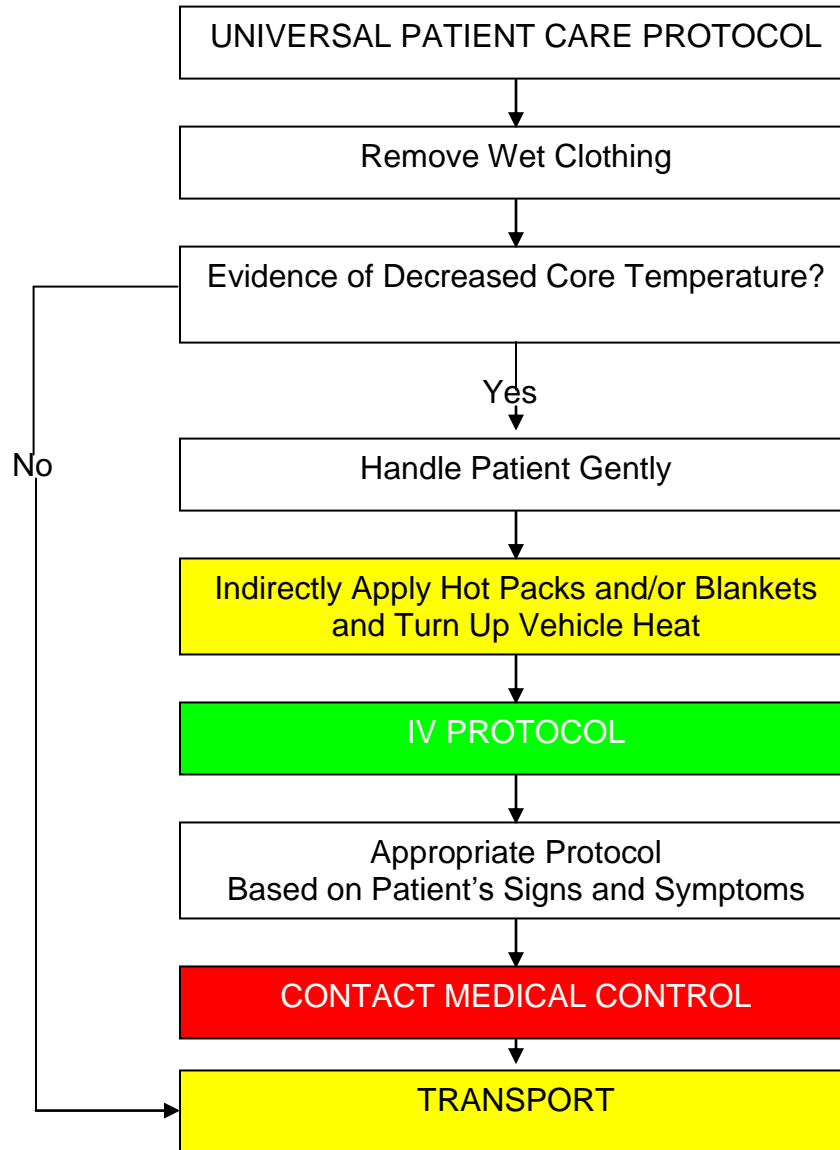 UNIVERSAL PATIENT CARE PROTOCOL
Remove Wet Clothing
Evidence of Decreased Core Temperature?
Yes
No
Handle Patient Gently
Indirectly Apply Hot Packs and/or Blankets
and Turn Up Vehicle Heat
IV PROTOCOL
Appropriate Protocol
Based on Patient’s Signs and Symptoms
CONTACT MEDICAL CONTROL
TRANSPORT